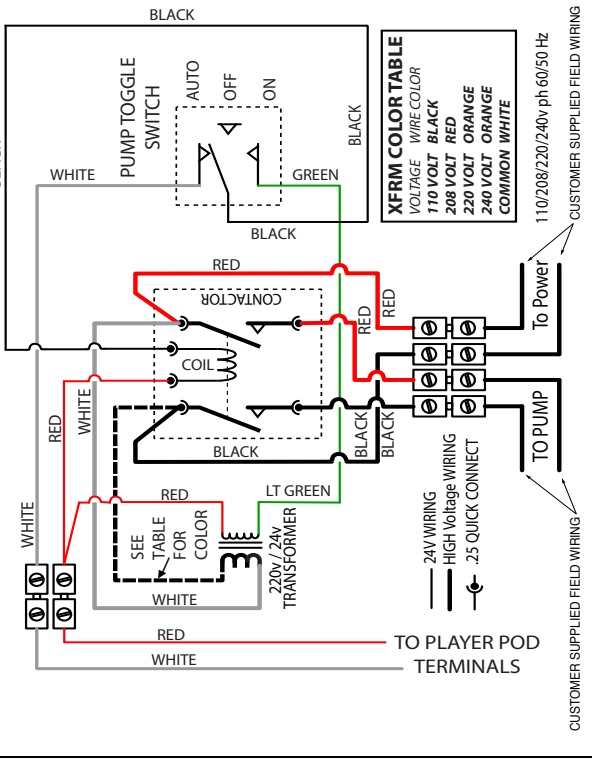 BLACK
PUMP TOGGLE
SWITCH
AUTO
OFF
ON
BLACK
WHITE
GREEN
BLACK
XFRM COLOR TABLE
VOLTAGE WIRE COLOR
110 VOLT BLACK
208 VOLT RED
220 VOLT ORANGE
240 VOLT ORANGE
COMMON WHITE
110/208/220/240v ph 60/50 Hz
CUSTOMER SUPPLIED FIELD WIRING
RED
CONTACTOR
COIL
RED
RED
To Power
WHITE
RED
BLACK
BLACK
BLACK
TO PUMP
WHITE
RED
LT GREEN
SEE
TABLE
FOR
COLOR
220v / 24v
TRANSFORMER
WHITE
24V WIRING
HIGH Voltage WIRING
.25 QUICK CONNECT
RED
WHITE
TO PLAYER POD
TERMINALS
CUSTOMER SUPPLIED FIELD WIRING